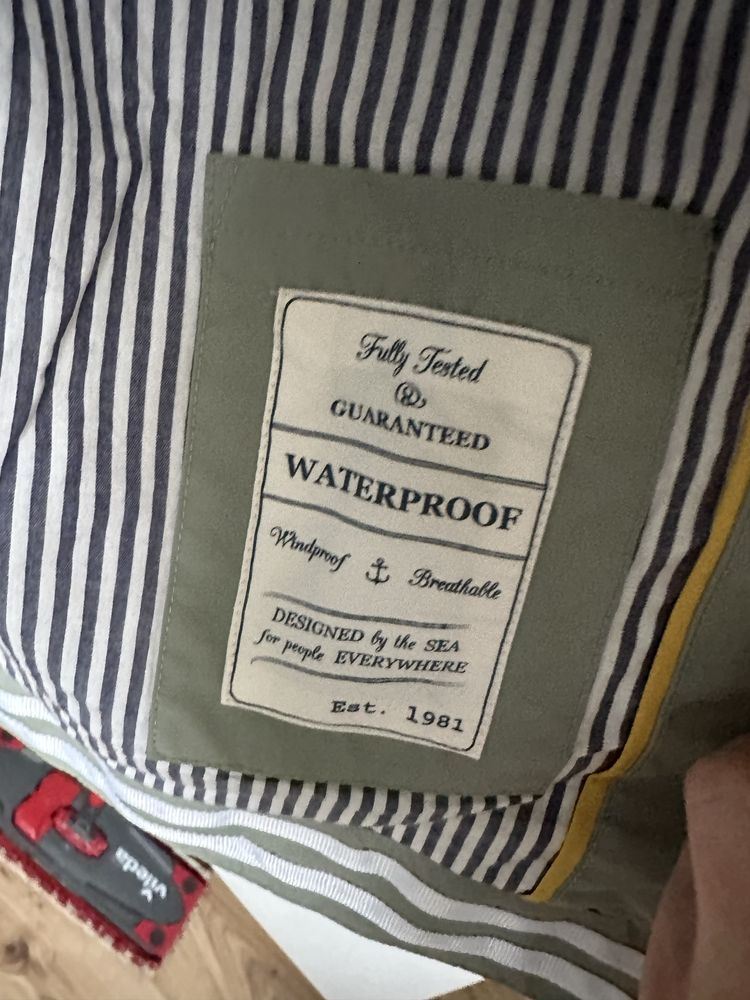 Fully Tested
GUARANTEED
WATERPROOF
Windproof Breathable
DESIGNED by the SEA
for people EVERYWHERE
Est. 1981
vileda